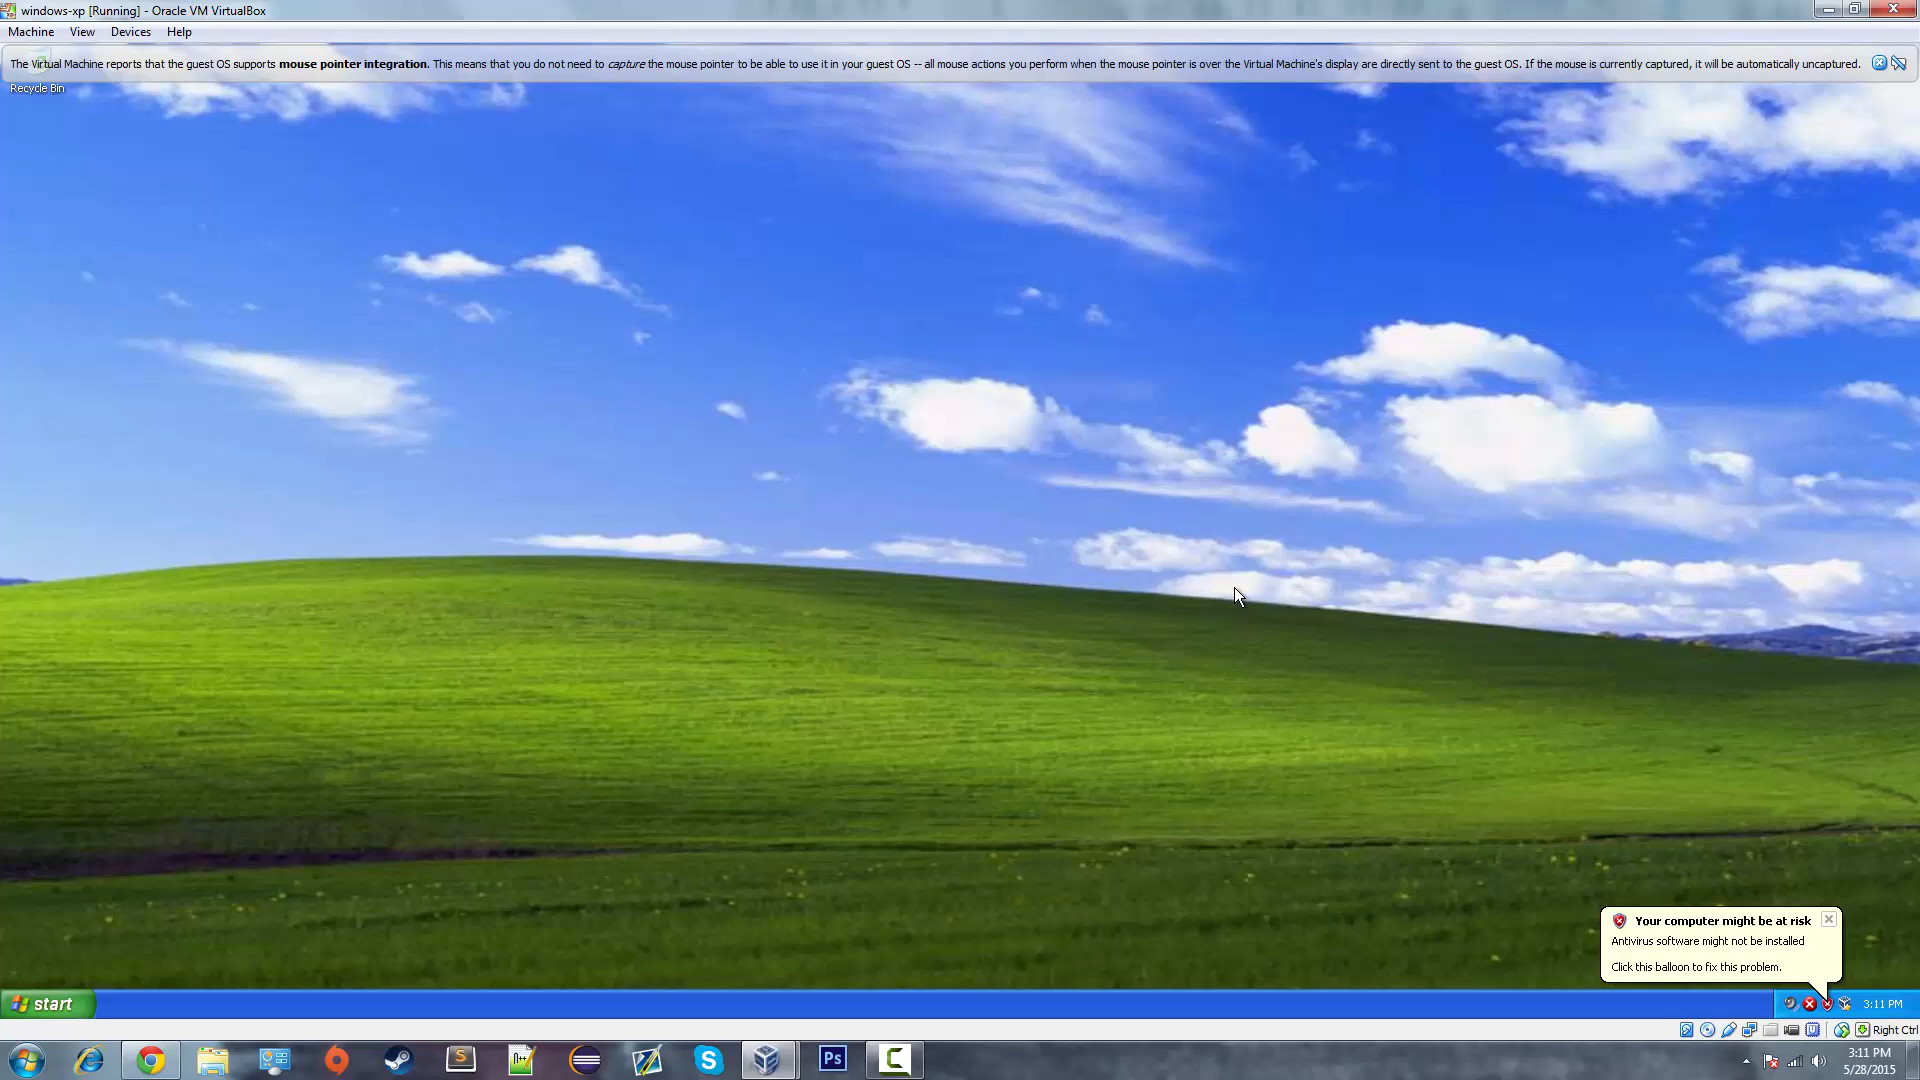 windows-xp [Running] - Oracle VM VirtualBox
Machine View Devices Help
The Virtual Machine reports that the guest OS supports mouse pointer integration. This means that you do not need to capture the mouse pointer to be able to use it in your guest OS -- all mouse actions you perform when the mouse pointer is over the Virtual Machine's display are directly sent to the guest OS. If the mouse is currently captured, it will be automatically uncaptured.
Recycle Bin
Your computer might be at risk
Antivirus software might not be installed
Click this balloon to fix this problem.
start
3:11 PM
Right Ctrl
S
n++
S
Ps
C
3:11 PM
5/28/2015